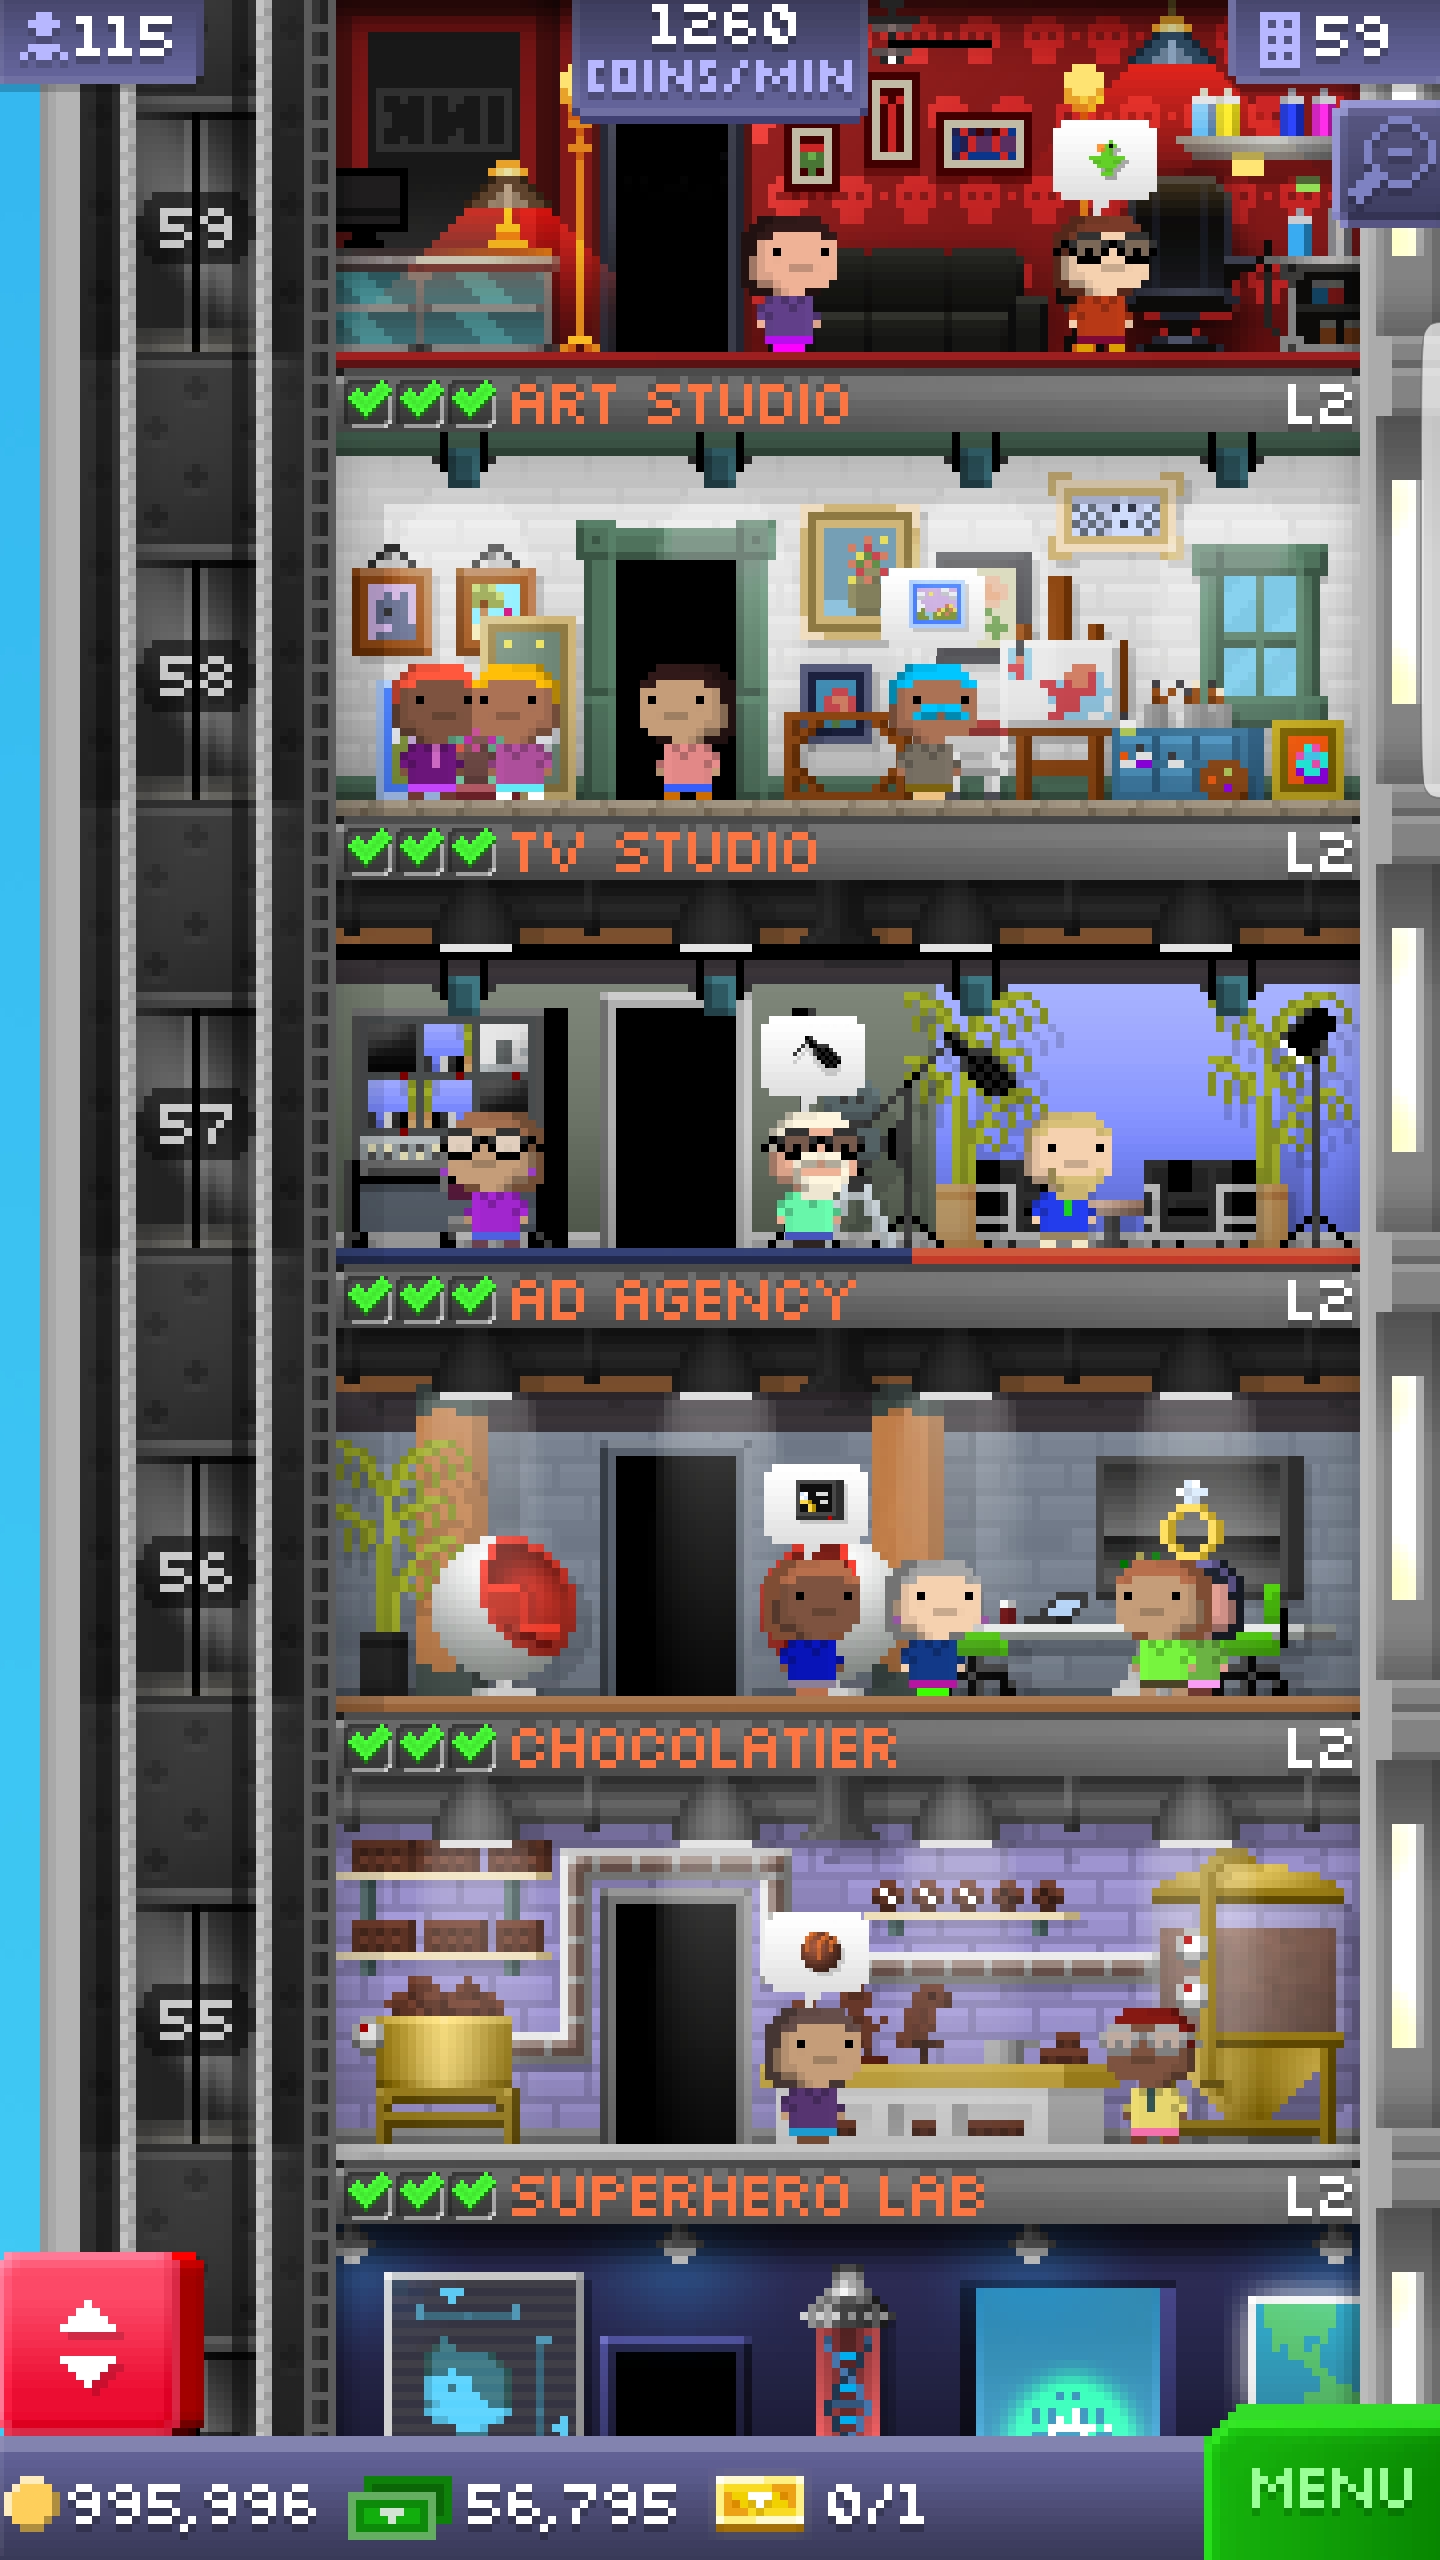 115
1260
COINS/MIN
59
INK
59
ART STUDIO L2
58
TV STUDIO L2
57
AD AGENCY L2
56
CHOCOLATIER L2
55
SUPERHERO LAB L2
995,996 56,795 0/1
MENU